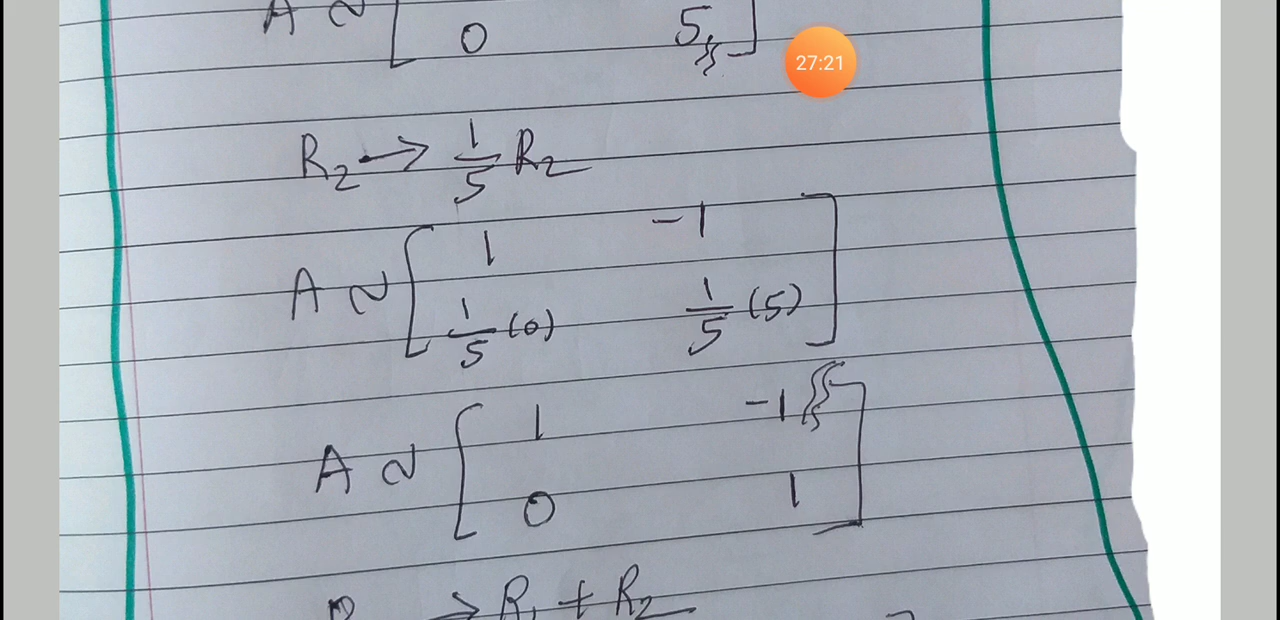 A ~ [
0 5 ]
27:21
R₂ → 1/5 R₂
A ~ [ 1 -1
1/5 (0) 1/5 (5) ]
A ~ [ 1 -1
0 1 ]
→ R₁ + R₂